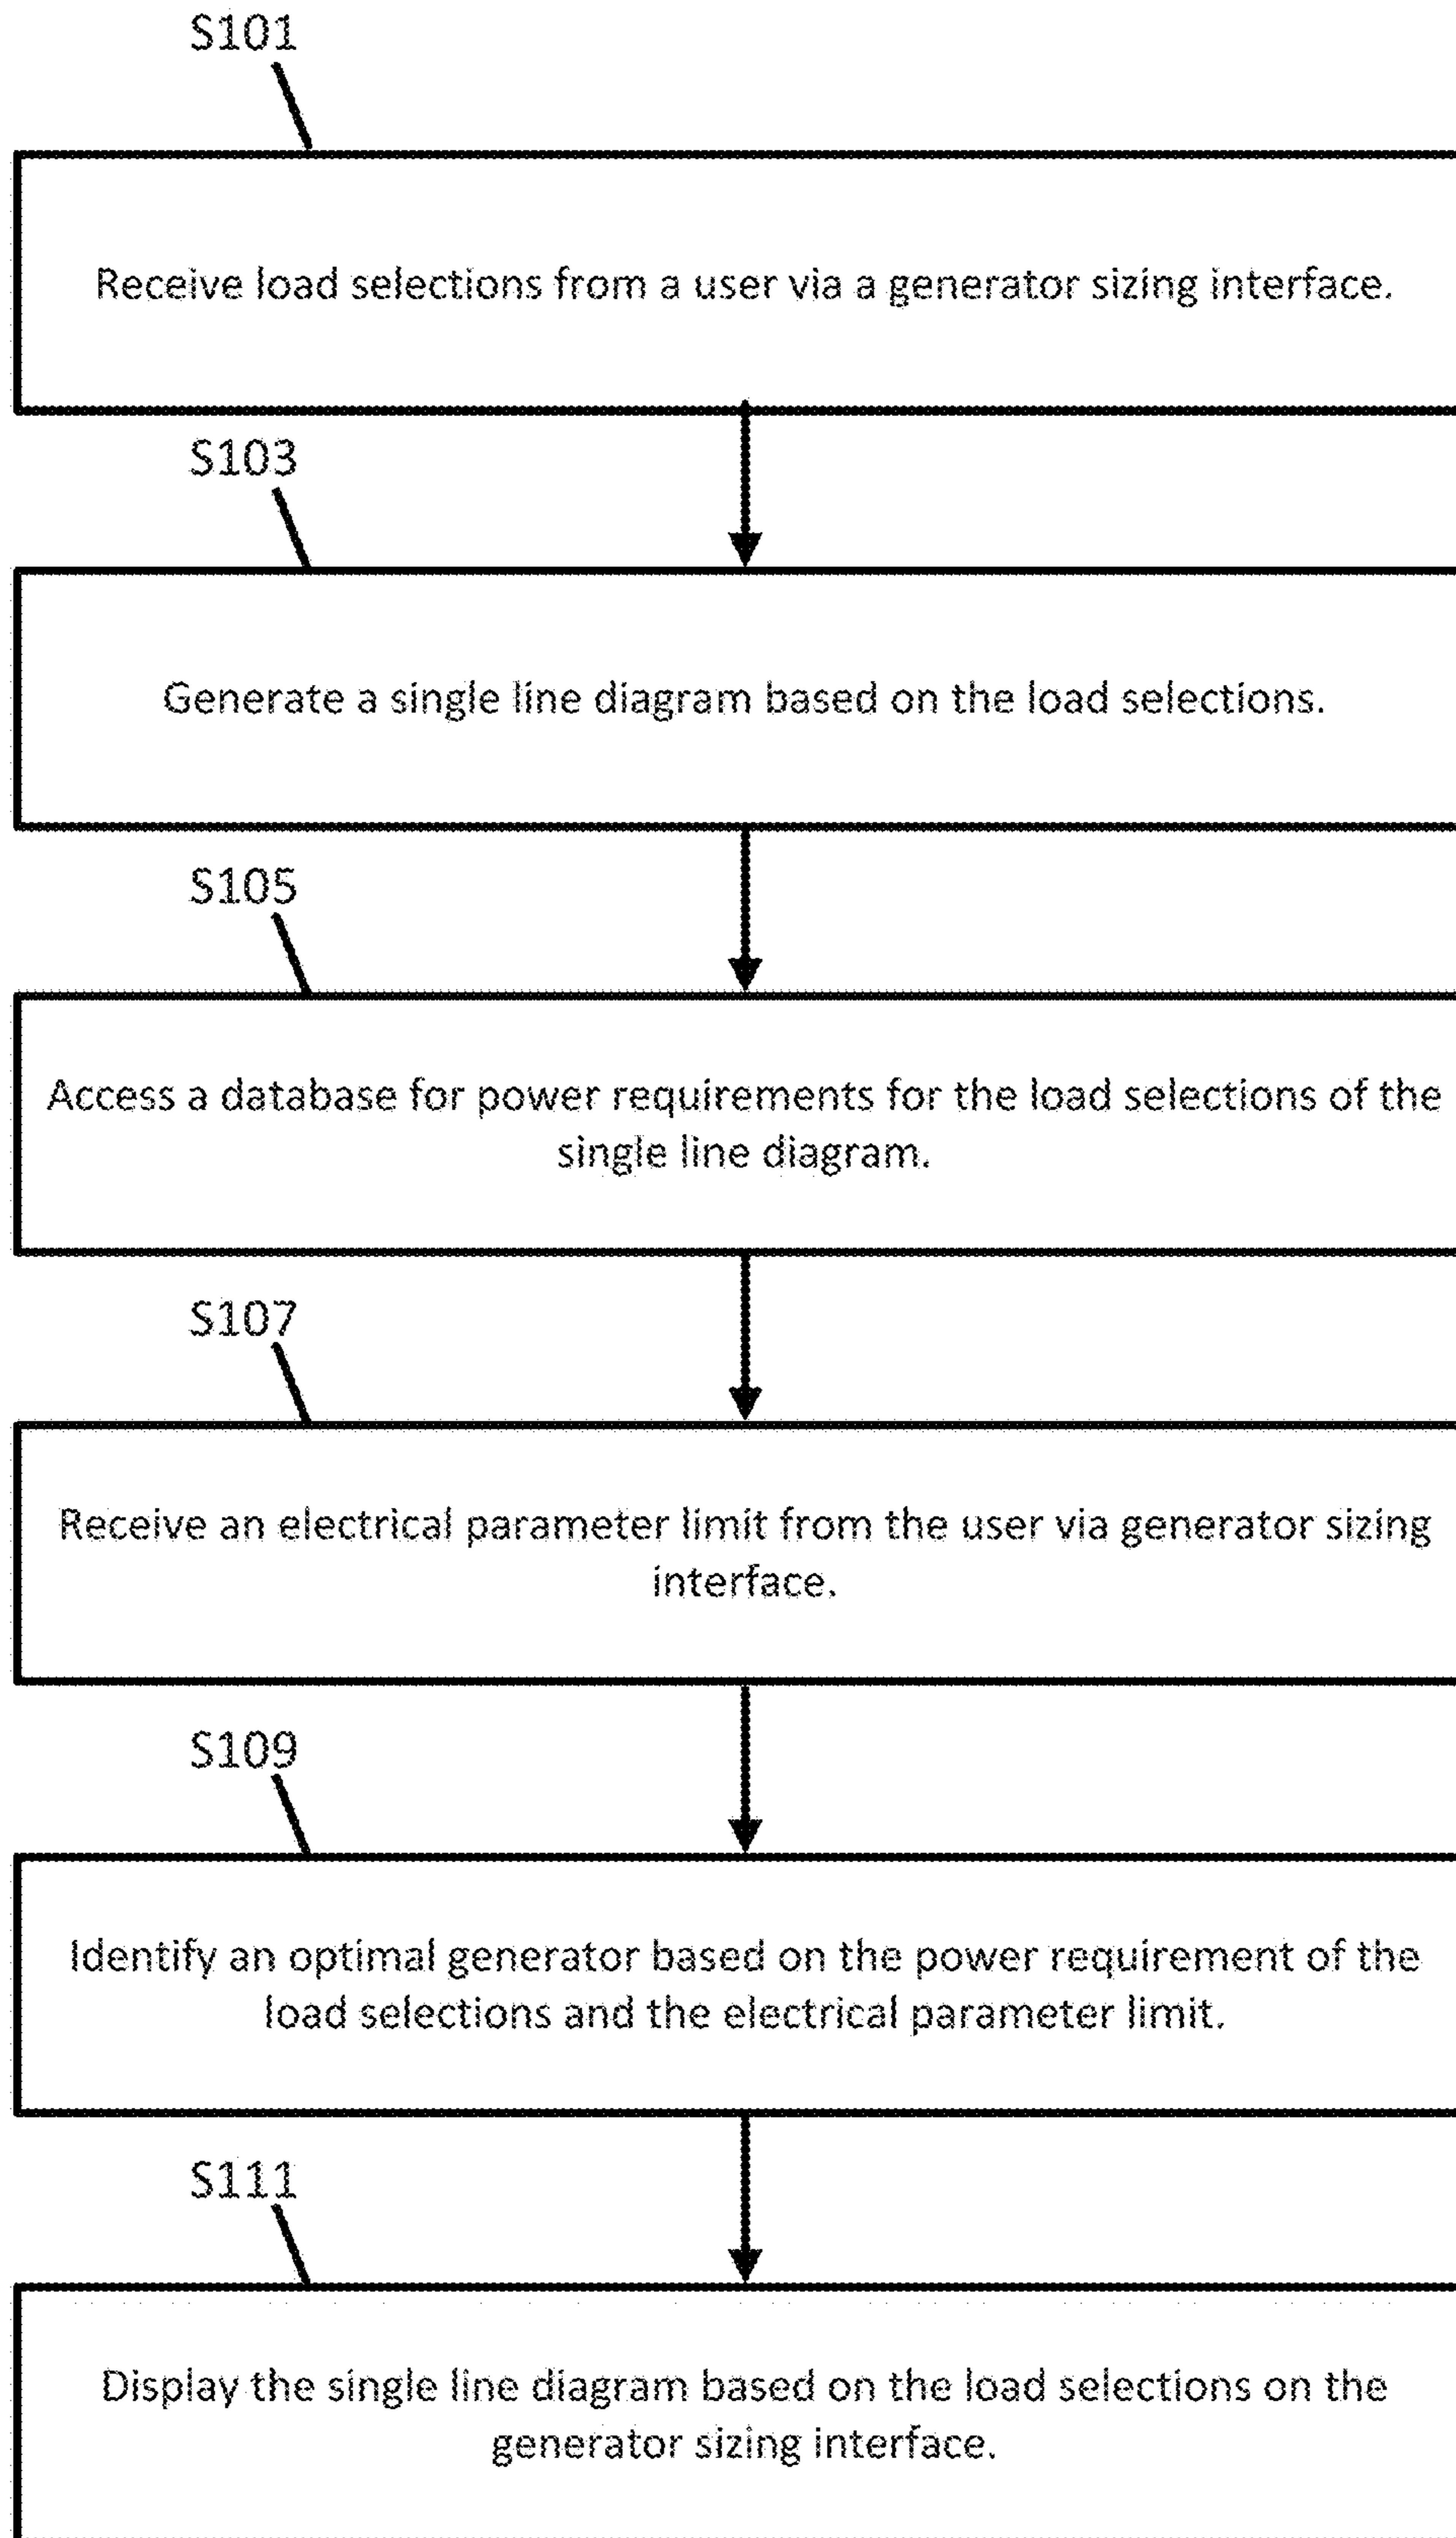 S101
Receive load selections from a user via a generator sizing interface.
S103
Generate a single line diagram based on the load selections.
S105
Access a database for power requirements for the load selections of the
single line diagram.
S107
Receive an electrical parameter limit from the user via generator sizing
interface.
S109
Identify an optimal generator based on the power requirement of the
load selections and the electrical parameter limit.
S111
Display the single line diagram based on the load selections on the
generator sizing interface.